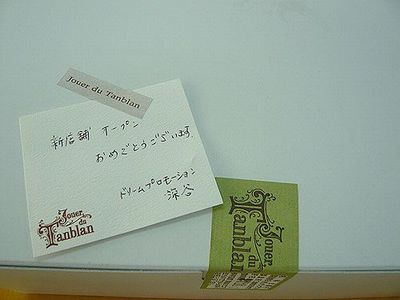 Jouer du Tanblan
新店舗 オープン
おめでとうございます。
ドリームプロモーション
深谷
Jouer
du
Tanblan
Jouer
du
Tanblan